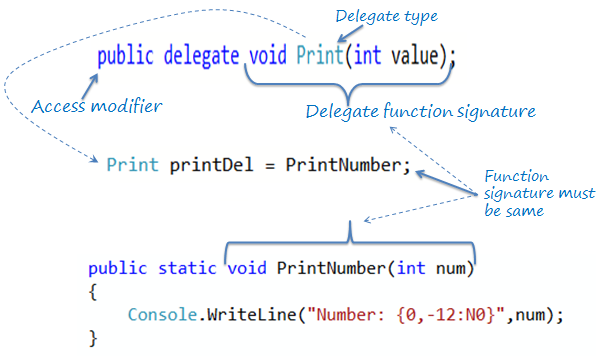 Delegate type
public delegate void Print(int value);
Access modifier
Delegate function signature
Print printDel = PrintNumber;
Function
signature must
be same
public static void PrintNumber(int num)
{
Console.WriteLine("Number: {0,-12:N0}",num);
}